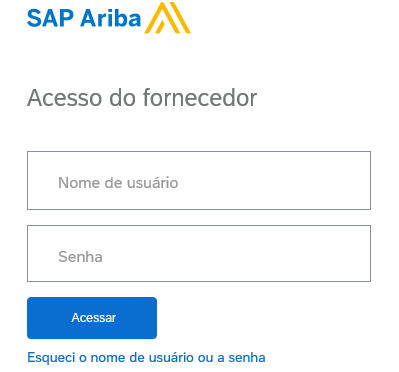 SAP Ariba
Acesso do fornecedor
Nome de usuário
Senha
Acessar
Esqueci o nome de usuário ou a senha